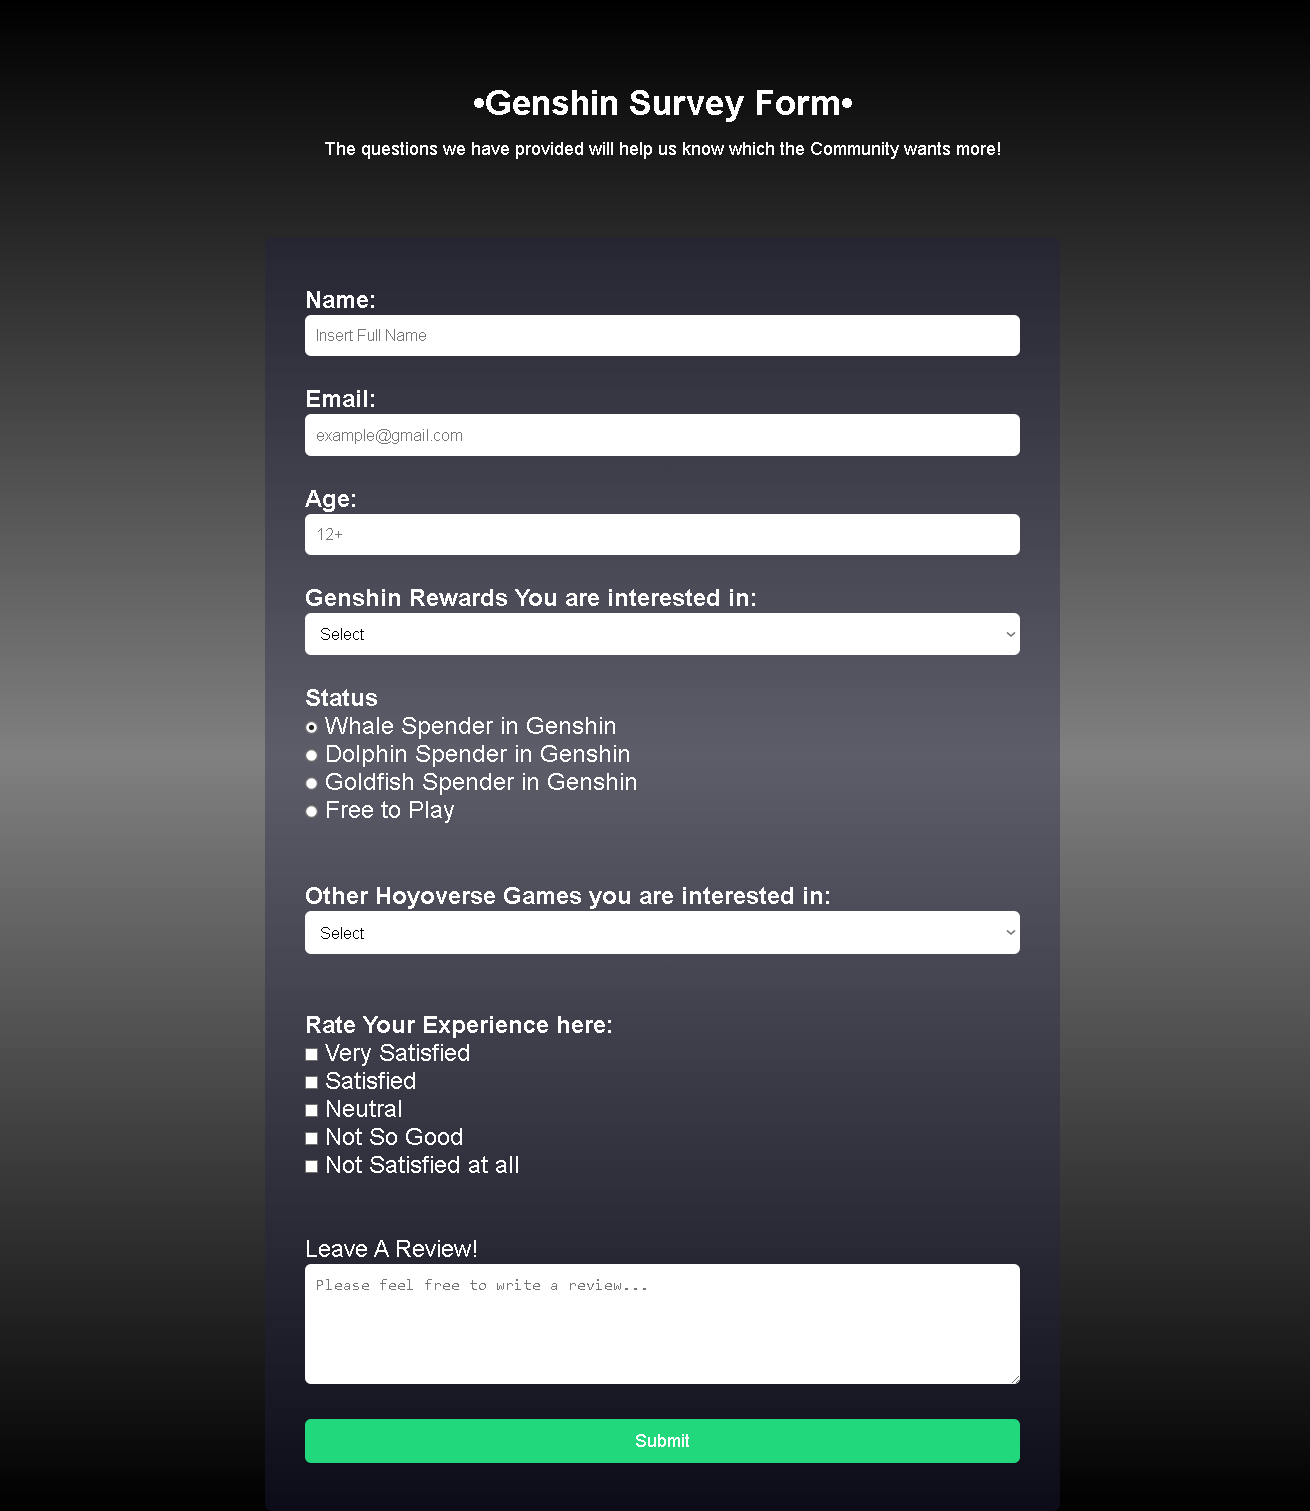 •Genshin Survey Form•
The questions we have provided will help us know which the Community wants more!
Name:
Insert Full Name
Email:
example@gmail.com
Age:
12+
Genshin Rewards You are interested in:
Select
Status
Whale Spender in Genshin
Dolphin Spender in Genshin
Goldfish Spender in Genshin
Free to Play
Other Hoyoverse Games you are interested in:
Select
Rate Your Experience here:
Very Satisfied
Satisfied
Neutral
Not So Good
Not Satisfied at all
Leave A Review!
Please feel free to write a review...
Submit